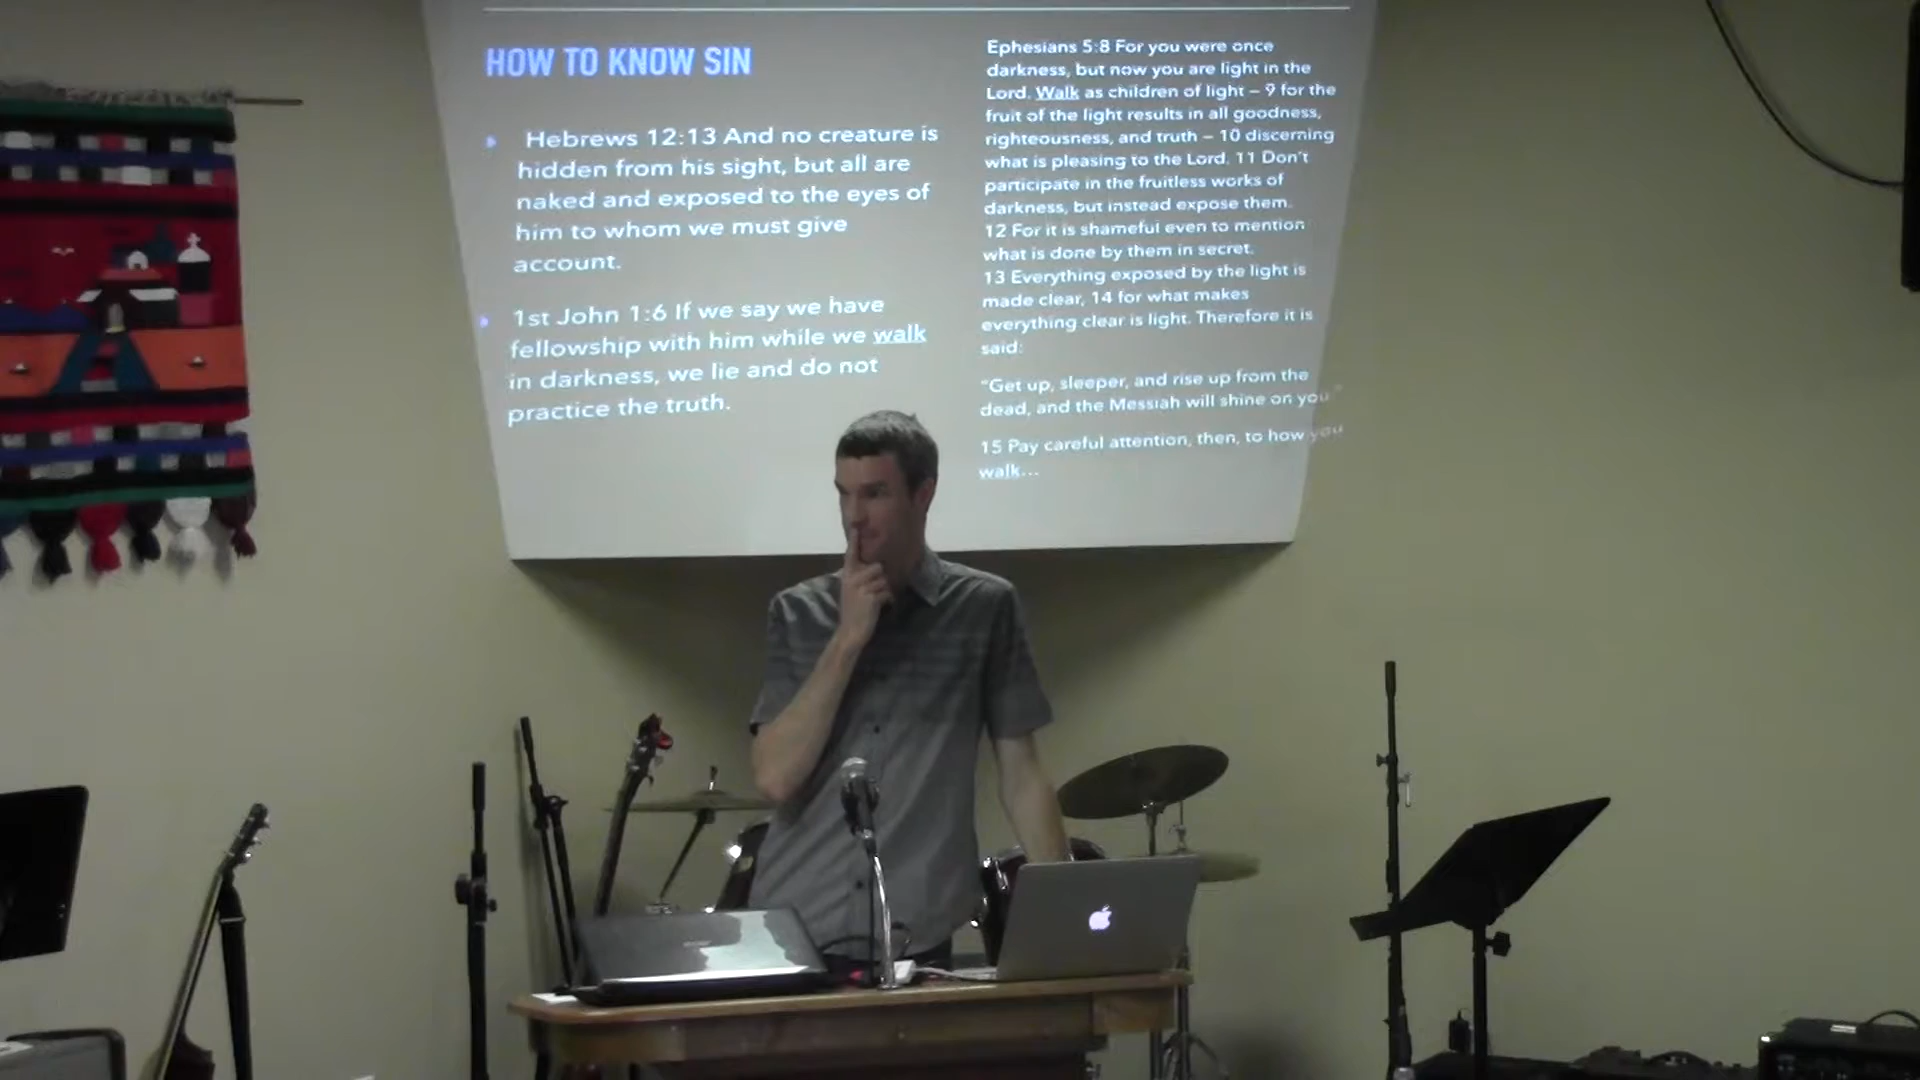 HOW TO KNOW SIN
Hebrews 12:13 And no creature is
hidden from his sight, but all are
naked and exposed to the eyes of
him to whom we must give
account.
1st John 1:6 If we say we have
fellowship with him while we walk
in darkness, we lie and do not
practice the truth.
Ephesians 5:8 For you were once
darkness, but now you are light in the
Lord. Walk as children of light – 9 for the
fruit of the light results in all goodness,
righteousness, and truth – 10 discerning
what is pleasing to the Lord. 11 Don't
participate in the fruitless works of
darkness, but instead expose them.
12 For it is shameful even to mention
what is done by them in secret.
13 Everything exposed by the light is
made clear, 14 for what makes
everything clear is light. Therefore it is
said:
"Get up, sleeper, and rise up from the
dead, and the Messiah will shine on you."
15 Pay careful attention, then, to how you
walk...